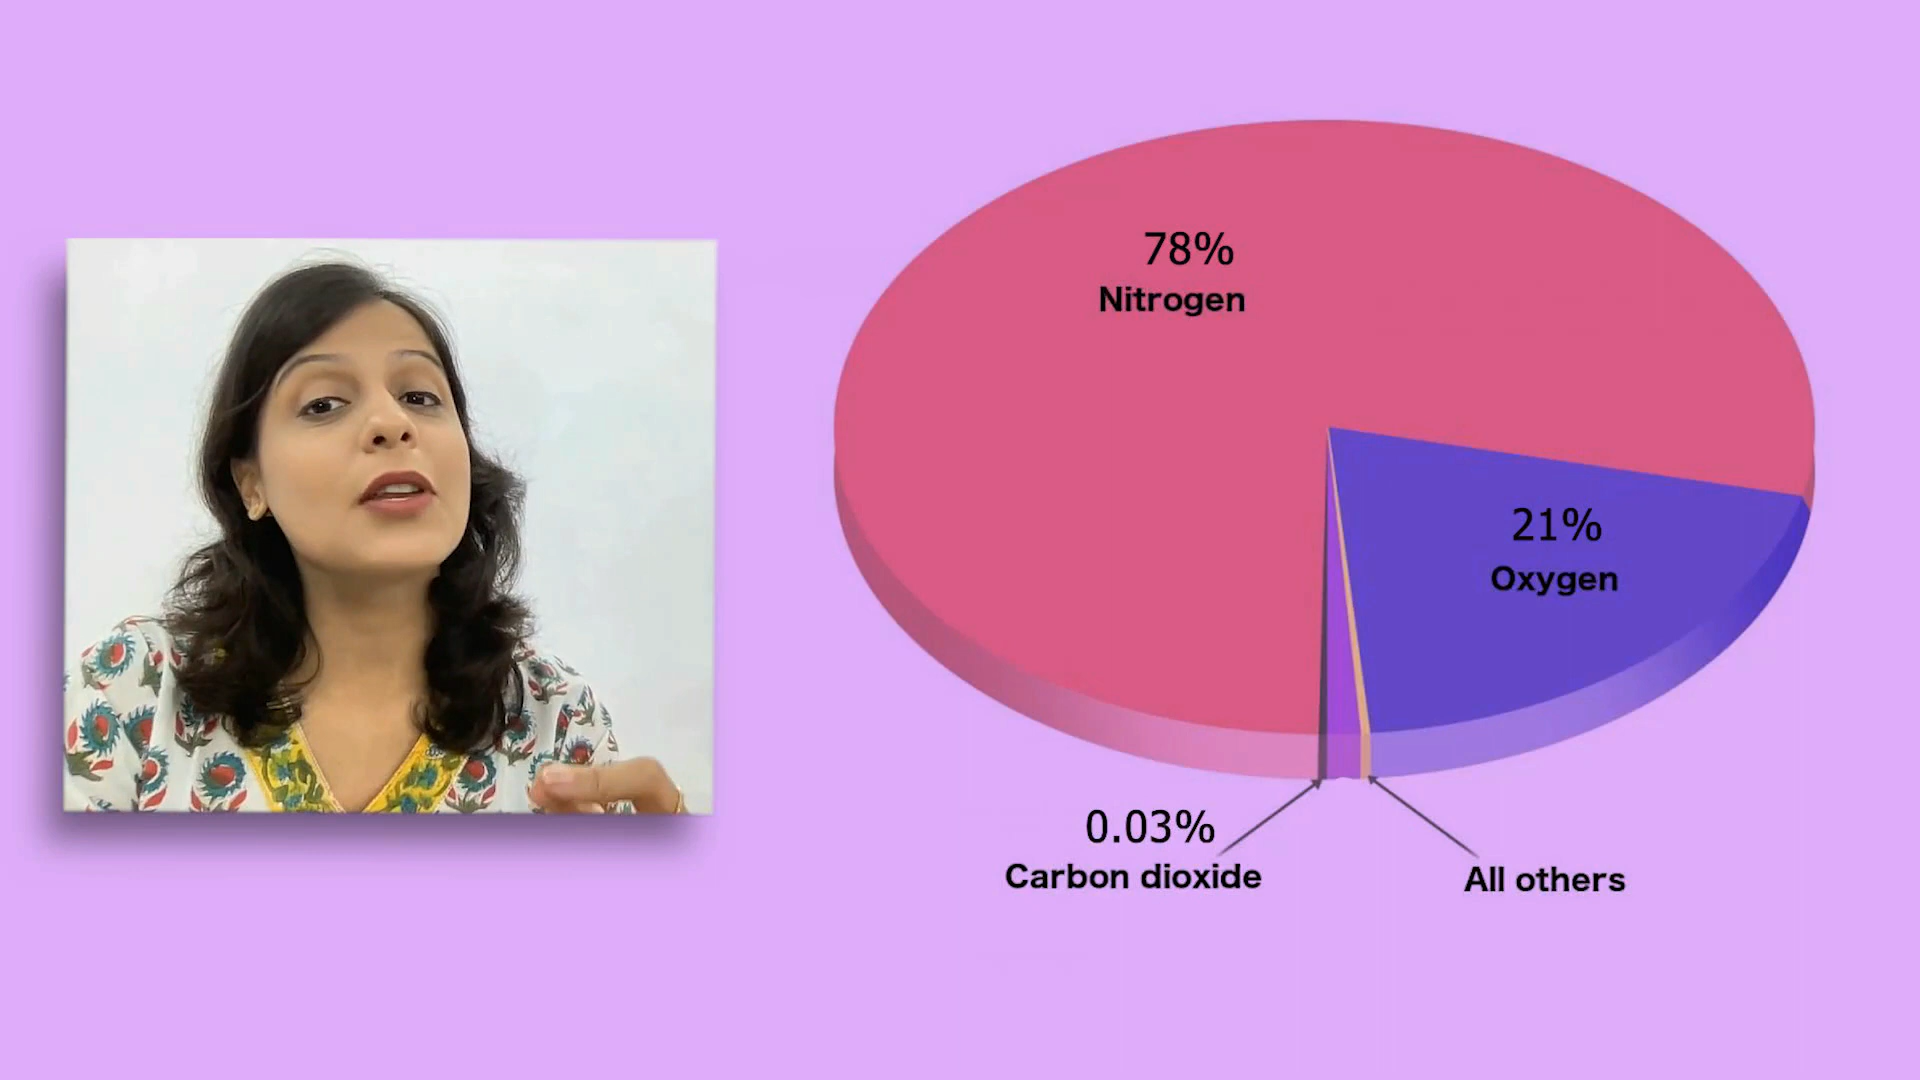 78%
Nitrogen
21%
Oxygen
0.03%
Carbon dioxide
All others